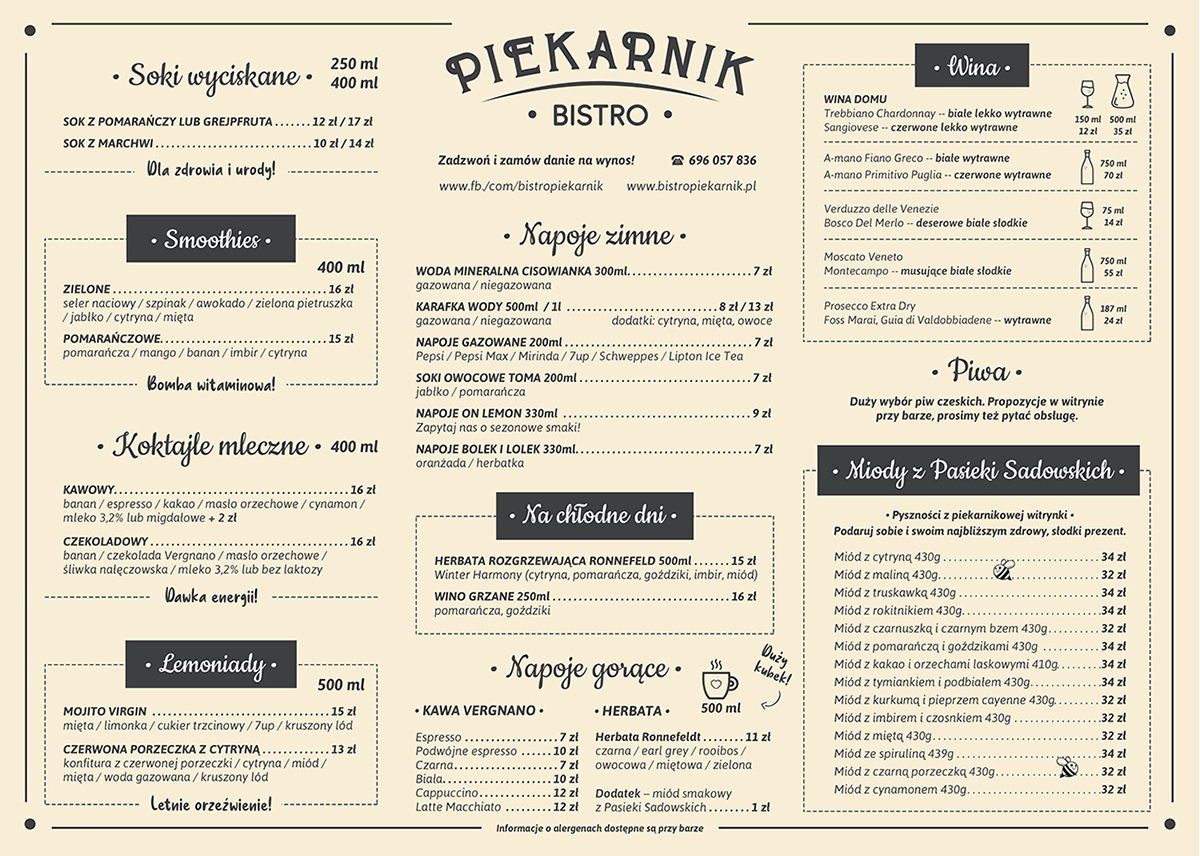 • Soki wyciskane •
250 ml
400 ml
SOK Z POMARAŃCZY LUB GREJPFRUTA.......12 zł / 17 zł
SOK Z MARCHWI..............................10 zł / 14 zł
Dla zdrowia i urody!
• Smoothies •
400 ml
ZIELONE.............................................16 zł
seler naciowy / szpinak / awokado / zielona pietruszka
/ jabłko / cytryna / mięta
POMARAŃCZOWE...................................15 zł
pomarańcza / mango / banan / imbir / cytryna
Bomba witaminowa!
• Koktajle mleczne • 400 ml
KAWOWY............................................16 zł
banan / espresso / kakao / masło orzechowe / cynamon /
mleko 3,2% lub migdałowe + 2 zł
CZEKOLADOWY......................................16 zł
banan / czekolada Vergnano / masło orzechowe /
śliwka nałęczowska / mleko 3,2% lub bez laktozy
Dawka energii!
• Lemoniady •
500 ml
MOJITO VIRGIN....................................15 zł
mięta / limonka / cukier trzcinowy / 7up / kruszony lód
CZERWONA PORZECZKA Z CYTRYNĄ.............13 zł
konfitura z czerwonej porzeczki / cytryna / miód /
mięta / woda gazowana / kruszony lód
Letnie orzeźwienie!
PIEKARNIK
• BISTRO •
Zadzwoń i zamów danie na wynos! ☎ 696 057 836
www.fb./com/bistropiekarnik www.bistropiekarnik.pl
• Napoje zimne •
WODA MINERALNA CISOWIANKA 300ml......................7 zł
gazowana / niegazowana
KARAFKA WODY 500ml / 1l..........................8 zł / 13 zł
gazowana / niegazowana dodatki: cytryna, mięta, owoce
NAPOJE GAZOWANE 200ml.................................7 zł
Pepsi / Pepsi Max / Mirinda / 7up / Schweppes / Lipton Ice Tea
SOKI OWOCOWE TOMA 200ml..............................7 zł
jabłko / pomarańcza
NAPOJE ON LEMON 330ml................................9 zł
Zapytaj nas o sezonowe smaki!
NAPOJE BOLEK I LOLEK 330ml.............................7 zł
oranżada / herbatka
• Na chłodne dni •
HERBATA ROZGRZEWAJĄCA RONNEFELD 500ml.......15 zł
Winter Harmony (cytryna, pomarańcza, goździki, imbir, miód)
WINO GRZANE 250ml...............................16 zł
pomarańcza, goździki
• Napoje gorące •
500 ml
Duży
kubek!
• KAWA VERGNANO •
Espresso...................7 zł
Podwójne espresso......10 zł
Czarna.....................7 zł
Biała.......................10 zł
Cappuccino...............12 zł
Latte Macchiato..........12 zł
• HERBATA •
Herbata Ronnefeldt........11 zł
czarna / earl grey / rooibos /
owocowa / miętowa / zielona
Dodatek – miód smakowy
z Pasieki Sadowskich........1 zł
Informacje o alergenach dostępne są przy barze
• Wina •
WINA DOMU
Trebbiano Chardonnay -- białe lekko wytrawne
Sangiovese -- czerwone lekko wytrawne
150 ml 500 ml
12 zł 35 zł
A-mano Fiano Greco -- białe wytrawne
A-mano Primitivo Puglia -- czerwone wytrawne
750 ml
70 zł
Verduzzo delle Venezie
Bosco Del Merlo -- deserowe białe słodkie
75 ml
14 zł
Moscato Veneto
Montecampo -- musujące białe słodkie
750 ml
55 zł
Prosecco Extra Dry
Foss Marai, Guia di Valdobbiadene -- wytrawne
187 ml
24 zł
• Piwa •
Duży wybór piw czeskich. Propozycje w witrynie
przy barze, prosimy też pytać obsługę.
• Miody z Pasieki Sadowskich •
• Pyszności z piekarnikowej witrynki •
Podaruj sobie i swoim najbliższym zdrowy, słodki prezent.
Miód z cytryną 430g..........................34 zł
Miód z maliną 430g..........................32 zł
Miód z truskawką 430g.......................34 zł
Miód z rokitnikiem 430g......................34 zł
Miód z czarnuszką i czarnym bzem 430g.........32 zł
Miód z pomarańczą i goździkami 430g..........34 zł
Miód z kakao i orzechami laskowymi 410g........34 zł
Miód z tymiankiem i podbiałem 430g...........34 zł
Miód z kurkumą i pieprzem cayenne 430g........32 zł
Miód z imbirem i czosnkiem 430g..............32 zł
Miód z miętą 430g...........................32 zł
Miód ze spiruliną 439g.......................34 zł
Miód z czarną porzeczką 430g.................32 zł
Miód z cynamonem 430g......................32 zł